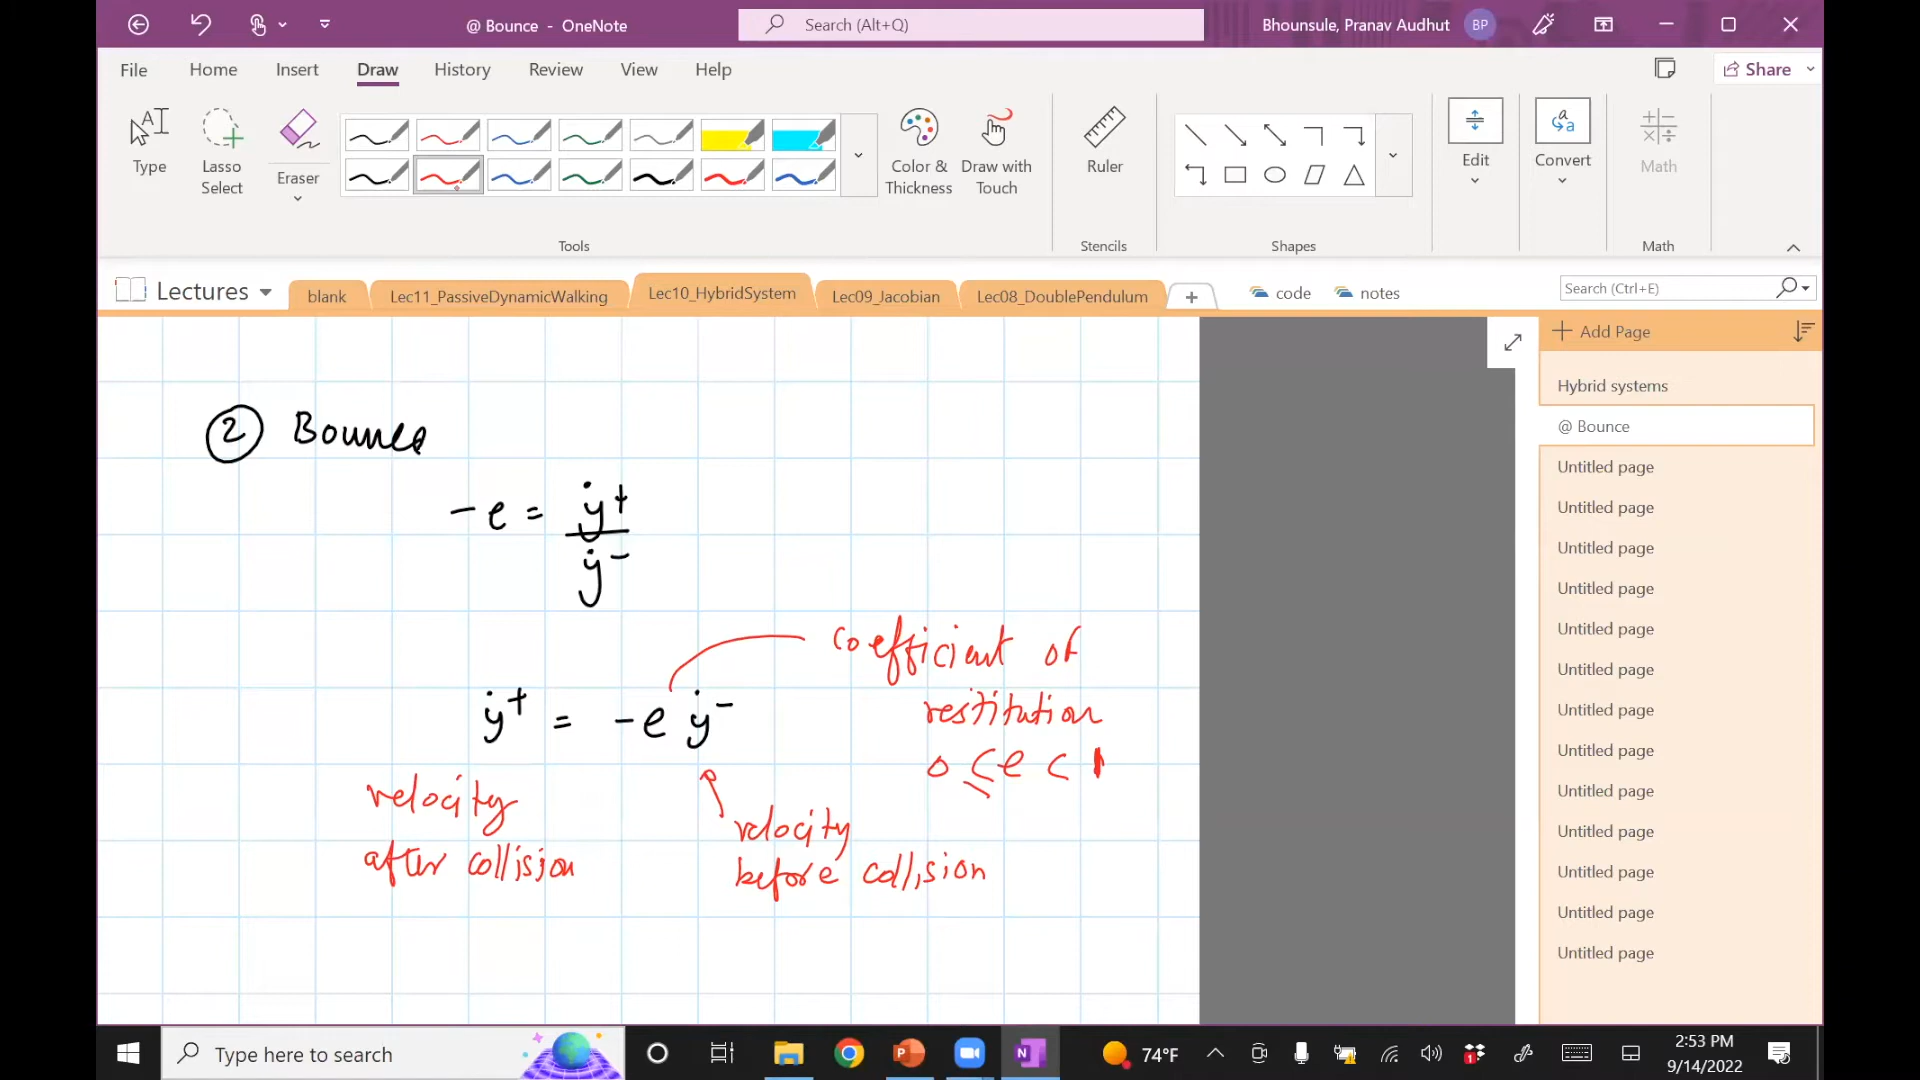 @ Bounce - OneNote
Search (Alt+Q)
Bhounsule, Pranav Audhut
BP
File
Home
Insert
Draw
History
Review
View
Help
Share
Type
Lasso
Select
Eraser
Color &
Thickness
Draw with
Touch
Ruler
Edit
Convert
Math
Tools
Stencils
Shapes
Math
Lectures
blank
Lec11_PassiveDynamicWalking
Lec10_HybridSystem
Lec09_Jacobian
Lec08_DoublePendulum
code
notes
Search (Ctrl+E)
Add Page
Hybrid systems
@ Bounce
Untitled page
Untitled page
Untitled page
Untitled page
Untitled page
Untitled page
Untitled page
Untitled page
Untitled page
Untitled page
Untitled page
Untitled page
Untitled page
② Bounce
-e = ẏ⁺ / ẏ⁻
coefficient of
restitution
0 ≤ e < 1
ẏ⁺ = -e ẏ⁻
velocity
after collision
velocity
before collision
Type here to search
74°F
2:53 PM
9/14/2022